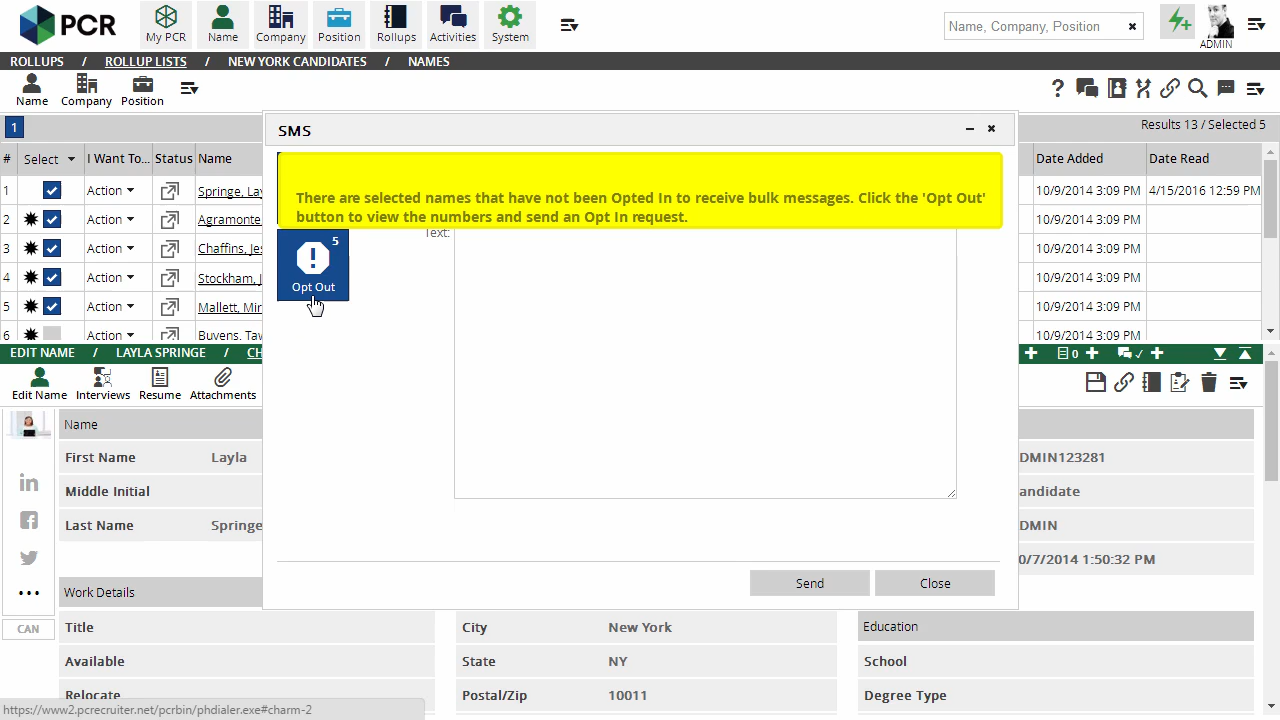 PCR
My PCR
Name
Company
Position
Rollups
Activities
System
Name, Company, Position
ADMIN
ROLLUPS / ROLLUP LISTS / NEW YORK CANDIDATES / NAMES
Name
Company
Position
?
1
Results 13 / Selected 5
# Select I Want To... Status Name Date Added Date Read
1 Action Springe, Lay 10/9/2014 3:09 PM 4/15/2016 12:59 PM
2 Action Agramonte 10/9/2014 3:09 PM
3 Action Chaffins, Jes 10/9/2014 3:09 PM
4 Action Stockham, J 10/9/2014 3:09 PM
5 Action Mallett, Mir 10/9/2014 3:09 PM
6 Action Buvens, Taw 10/9/2014 3:09 PM
SMS
There are selected names that have not been Opted In to receive bulk messages. Click the 'Opt Out'
button to view the numbers and send an Opt In request.
Text:
5
Opt Out
Send
Close
EDIT NAME / LAYLA SPRINGE / CH
0
Edit Name
Interviews
Resume
Attachments
Name
First Name Layla
Middle Initial
Last Name Springe
DMIN123281
andidate
DMIN
0/7/2014 1:50:32 PM
CAN
Work Details
Title
Available
Relocate
City New York
State NY
Postal/Zip 10011
Education
School
Degree Type
https://www2.pcrecruiter.net/pcrbin/phdialer.exe#charm-2